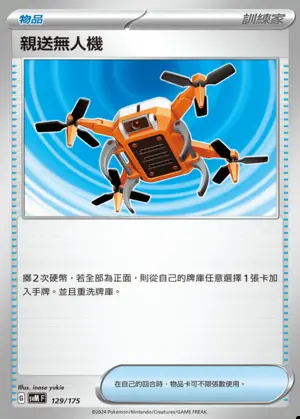 物品
訓練家
親送無人機
擲2次硬幣，若全部為正面，則從自己的牌庫任意選擇1張卡加
入手牌。並且重洗牌庫。
Illus. inose yukie
在自己的回合時，物品卡可不限張數使用。
G SVM F 129/175
©2024 Pokémon/Nintendo/Creatures/GAME FREAK.